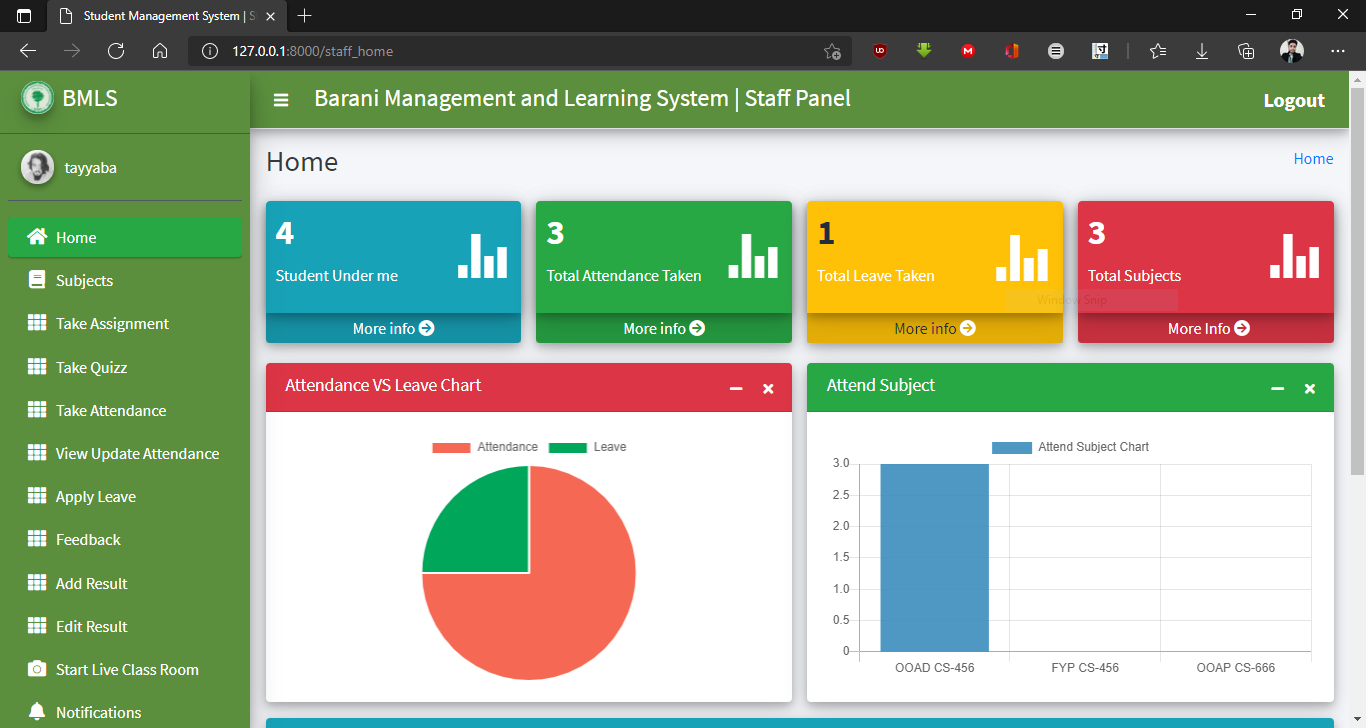 Student Management System | S
127.0.0.1:8000/staff_home
BMLS
Barani Management and Learning System | Staff Panel
Logout
tayyaba
Home
Subjects
Take Assignment
Take Quizz
Take Attendance
View Update Attendance
Apply Leave
Feedback
Add Result
Edit Result
Start Live Class Room
Notifications
Home
Home
4
Student Under me
More info
3
Total Attendance Taken
More info
1
Total Leave Taken
More info
3
Total Subjects
More Info
Window Snip
Attendance VS Leave Chart
Attendance
Leave
Attend Subject
Attend Subject Chart
3.0
2.5
2.0
1.5
1.0
0.5
0
OOAD CS-456
FYP CS-456
OOAP CS-666